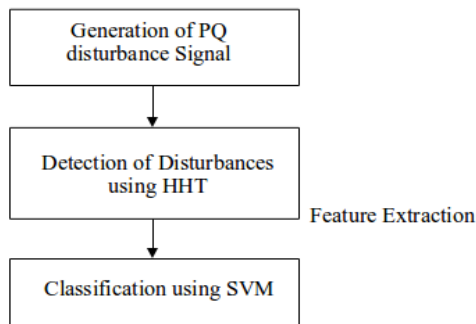 Generation of PQ
disturbance Signal
Detection of Disturbances
using HHT
Feature Extraction
Classification using SVM